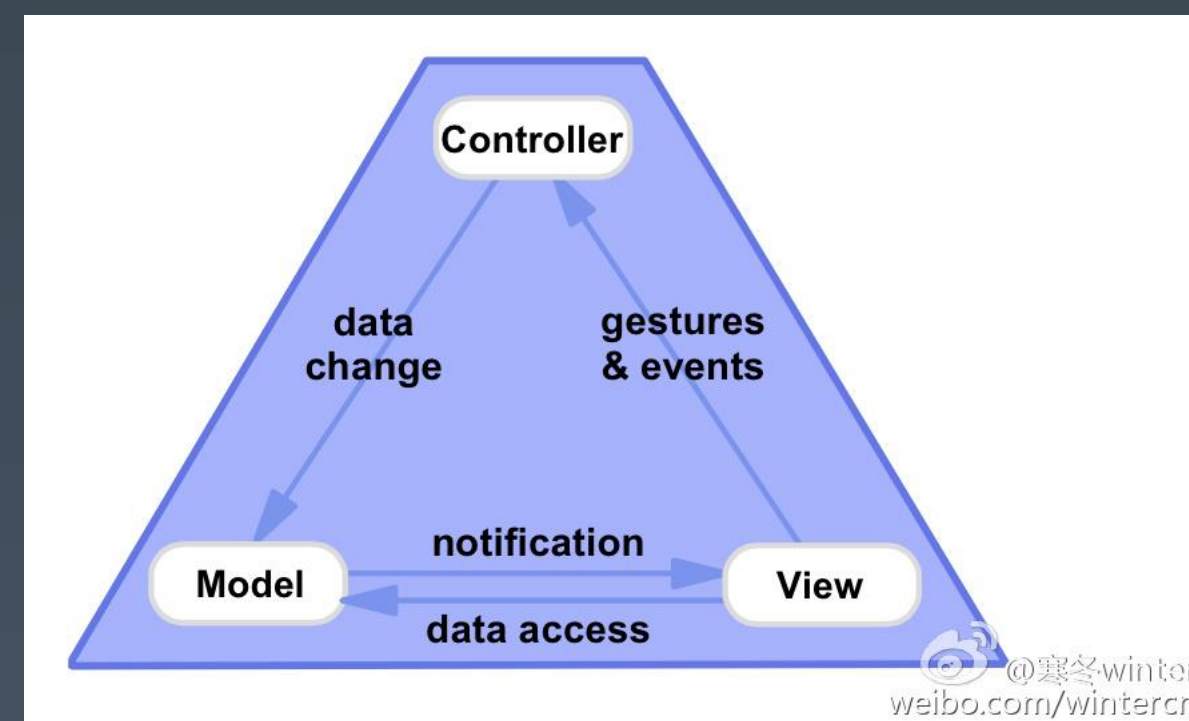 Controller
data
change
gestures
& events
notification
Model
View
data access
@寒冬winte
weibo.com/wintercn